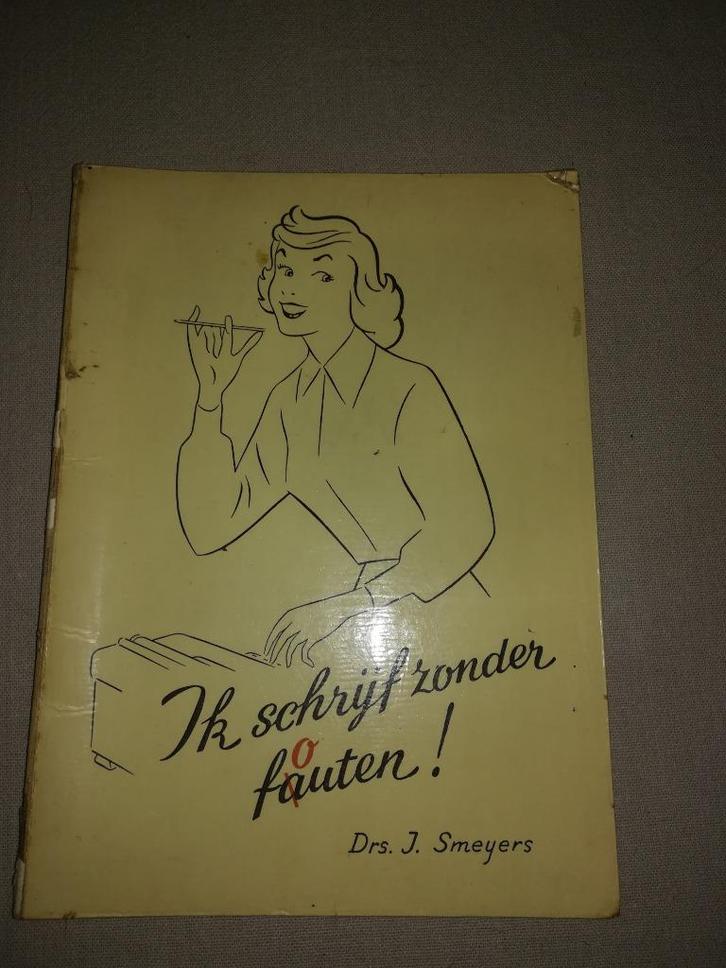 Ik schrijf zonder
o
fauten!
Drs. J. Smeyers